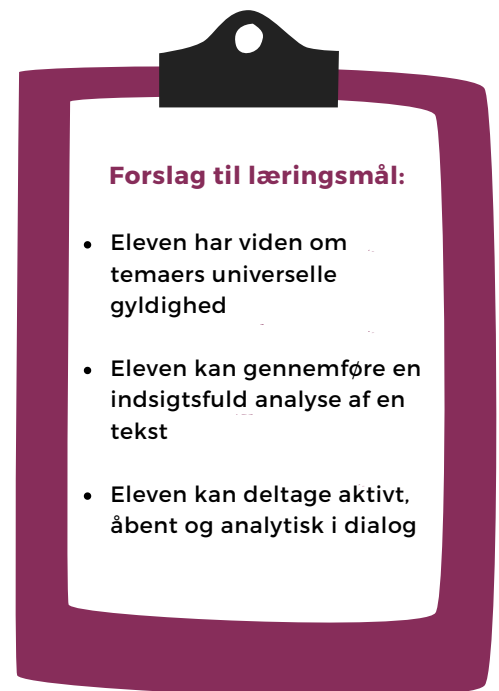 Forslag til læringsmål:
• Eleven har viden om
temaers universelle
gyldighed
• Eleven kan gennemføre en
indsigtsfuld analyse af en
tekst
• Eleven kan deltage aktivt,
åbent og analytisk i dialog